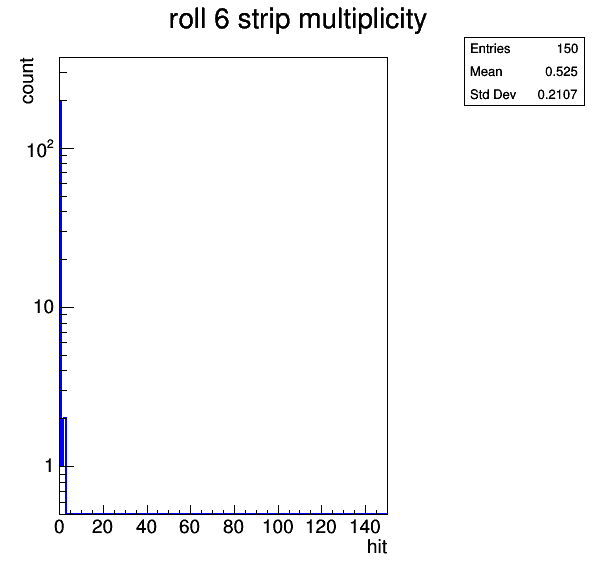 roll 6 strip multiplicity
Entries 150
Mean 0.525
Std Dev 0.2107
count
10²
10
1
0 20 40 60 80 100 120 140
hit